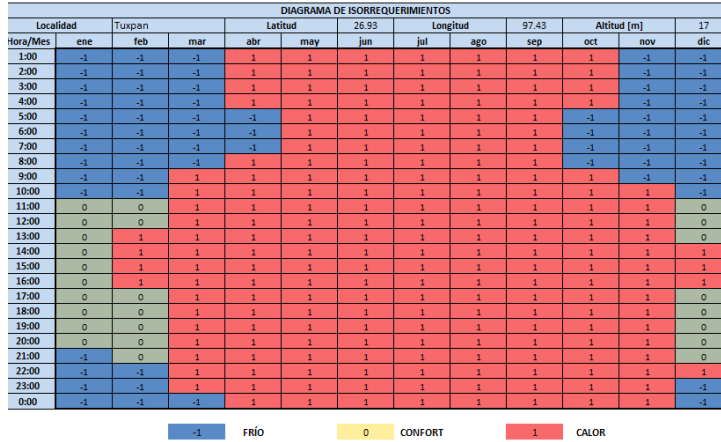 DIAGRAMA DE ISORREQUERIMIENTOS
Localidad Tuxpan Latitud 26.93 Longitud 97.43 Altitud [m] 17
Hora/Mes ene feb mar abr may jun jul ago sep oct nov dic
1:00 -1 -1 -1 1 1 1 1 1 1 1 -1 -1
2:00 -1 -1 -1 1 1 1 1 1 1 1 -1 -1
3:00 -1 -1 -1 1 1 1 1 1 1 1 -1 -1
4:00 -1 -1 -1 1 1 1 1 1 1 1 -1 -1
5:00 -1 -1 -1 -1 1 1 1 1 1 -1 -1 -1
6:00 -1 -1 -1 -1 1 1 1 1 1 -1 -1 -1
7:00 -1 -1 -1 -1 1 1 1 1 1 -1 -1 -1
8:00 -1 -1 -1 1 1 1 1 1 1 -1 -1 -1
9:00 -1 -1 1 1 1 1 1 1 1 1 -1 -1
10:00 -1 -1 1 1 1 1 1 1 1 1 1 -1
11:00 0 0 1 1 1 1 1 1 1 1 1 0
12:00 0 0 1 1 1 1 1 1 1 1 1 0
13:00 0 1 1 1 1 1 1 1 1 1 1 0
14:00 0 1 1 1 1 1 1 1 1 1 1 1
15:00 0 1 1 1 1 1 1 1 1 1 1 1
16:00 0 1 1 1 1 1 1 1 1 1 1 1
17:00 0 0 1 1 1 1 1 1 1 1 1 0
18:00 0 0 1 1 1 1 1 1 1 1 1 0
19:00 0 0 1 1 1 1 1 1 1 1 1 0
20:00 0 0 1 1 1 1 1 1 1 1 1 0
21:00 -1 0 1 1 1 1 1 1 1 1 1 0
22:00 -1 -1 1 1 1 1 1 1 1 1 1 1
23:00 -1 -1 1 1 1 1 1 1 1 1 1 -1
0:00 -1 -1 -1 1 1 1 1 1 1 1 1 -1
-1 FRÍO 0 CONFORT 1 CALOR